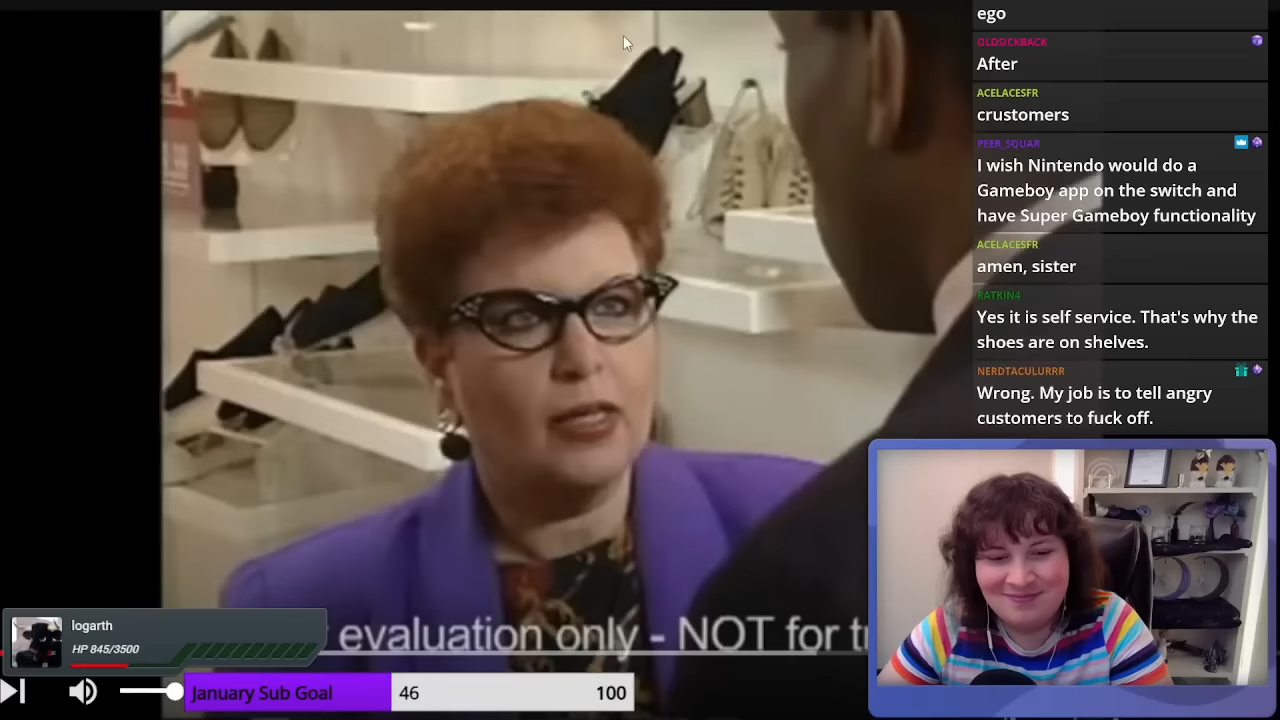 ego
OLDSICKBACK
After
ACELACESFR
crustomers
PEER_SQUAR
I wish Nintendo would do a
Gameboy app on the switch and
have Super Gameboy functionality
ACELACESFR
amen, sister
RATKIN4
Yes it is self service. That's why the
shoes are on shelves.
NERDTACULURRR
Wrong. My job is to tell angry
customers to fuck off.
logarth
HP 845/3500
evaluation only - NOT for
January Sub Goal 46 100